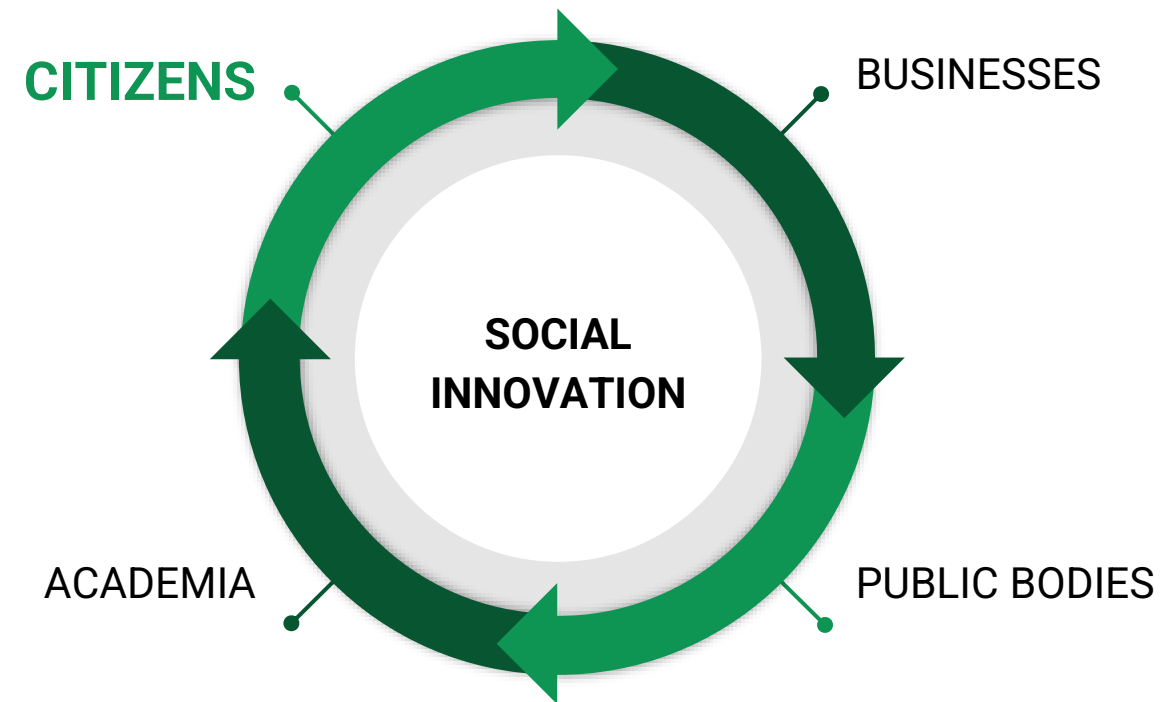 CITIZENS
BUSINESSES
SOCIAL
INNOVATION
ACADEMIA
PUBLIC BODIES